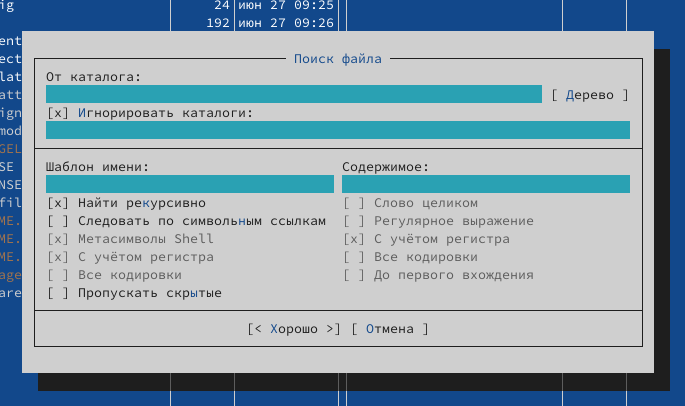 ig 24 июн 27 09:25
192 июн 27 09:26
ent
ect Поиск файла
lat От каталога:
att [ Дерево ]
ign [x] Игнорировать каталоги:
mod
GEL
SE Шаблон имени: Содержимое:
NSE
fil [x] Найти рекурсивно [ ] Слово целиком
ME. [ ] Следовать по символьным ссылкам [ ] Регулярное выражение
ME. [x] Метасимволы Shell [x] С учётом регистра
ME. [x] С учётом регистра [ ] Все кодировки
age [ ] Все кодировки [ ] До первого вхождения
are [ ] Пропускать скрытые
[< Хорошо >] [ Отмена ]